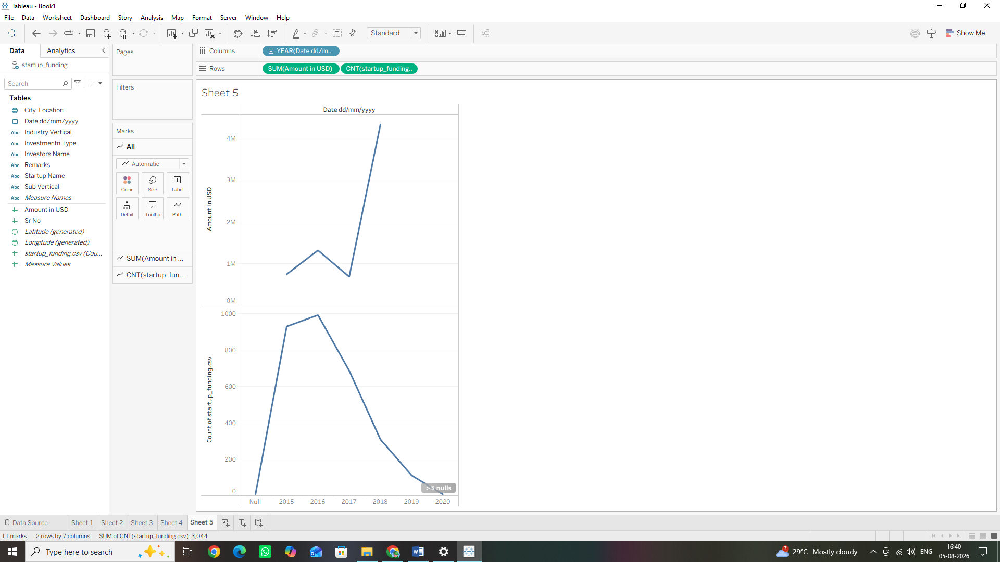 Tableau - Book1
File Data Worksheet Dashboard Story Analysis Map Format Server Window Help
Standard
Show Me
Data Analytics
startup_funding
Search
Tables
City Location
Date dd/mm/yyyy
Abc Industry Vertical
Abc Investmentn Type
Abc Investors Name
Abc Remarks
Abc Startup Name
Abc Sub Vertical
Abc Measure Names
# Amount in USD
# Sr No
Latitude (generated)
Longitude (generated)
# startup_funding.csv (Cou...
# Measure Values
Pages
Filters
Marks
All
Automatic
Color Size Label
Detail Tooltip Path
SUM(Amount in ...
CNT(startup_fun...
Columns YEAR(Date dd/m..
Rows SUM(Amount in USD) CNT(startup_funding..
Sheet 5
Date dd/mm/yyyy
Amount in USD
4M
3M
2M
1M
0M
Count of startup_funding.csv
1000
800
600
400
200
0
>3 nulls
Null 2015 2016 2017 2018 2019 2020
Data Source Sheet 1 Sheet 2 Sheet 3 Sheet 4 Sheet 5
11 marks 2 rows by 7 columns SUM of CNT(startup_funding.csv): 3,044
Type here to search
7 29°C Mostly cloudy ENG
16:40
05-08-2026